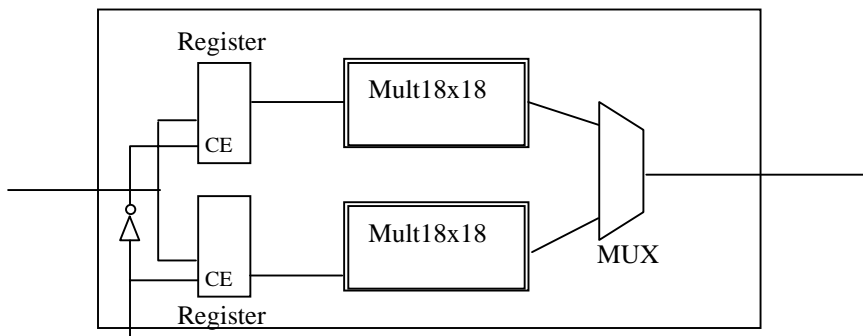 Register
Mult18x18
CE
Mult18x18
MUX
CE
Register